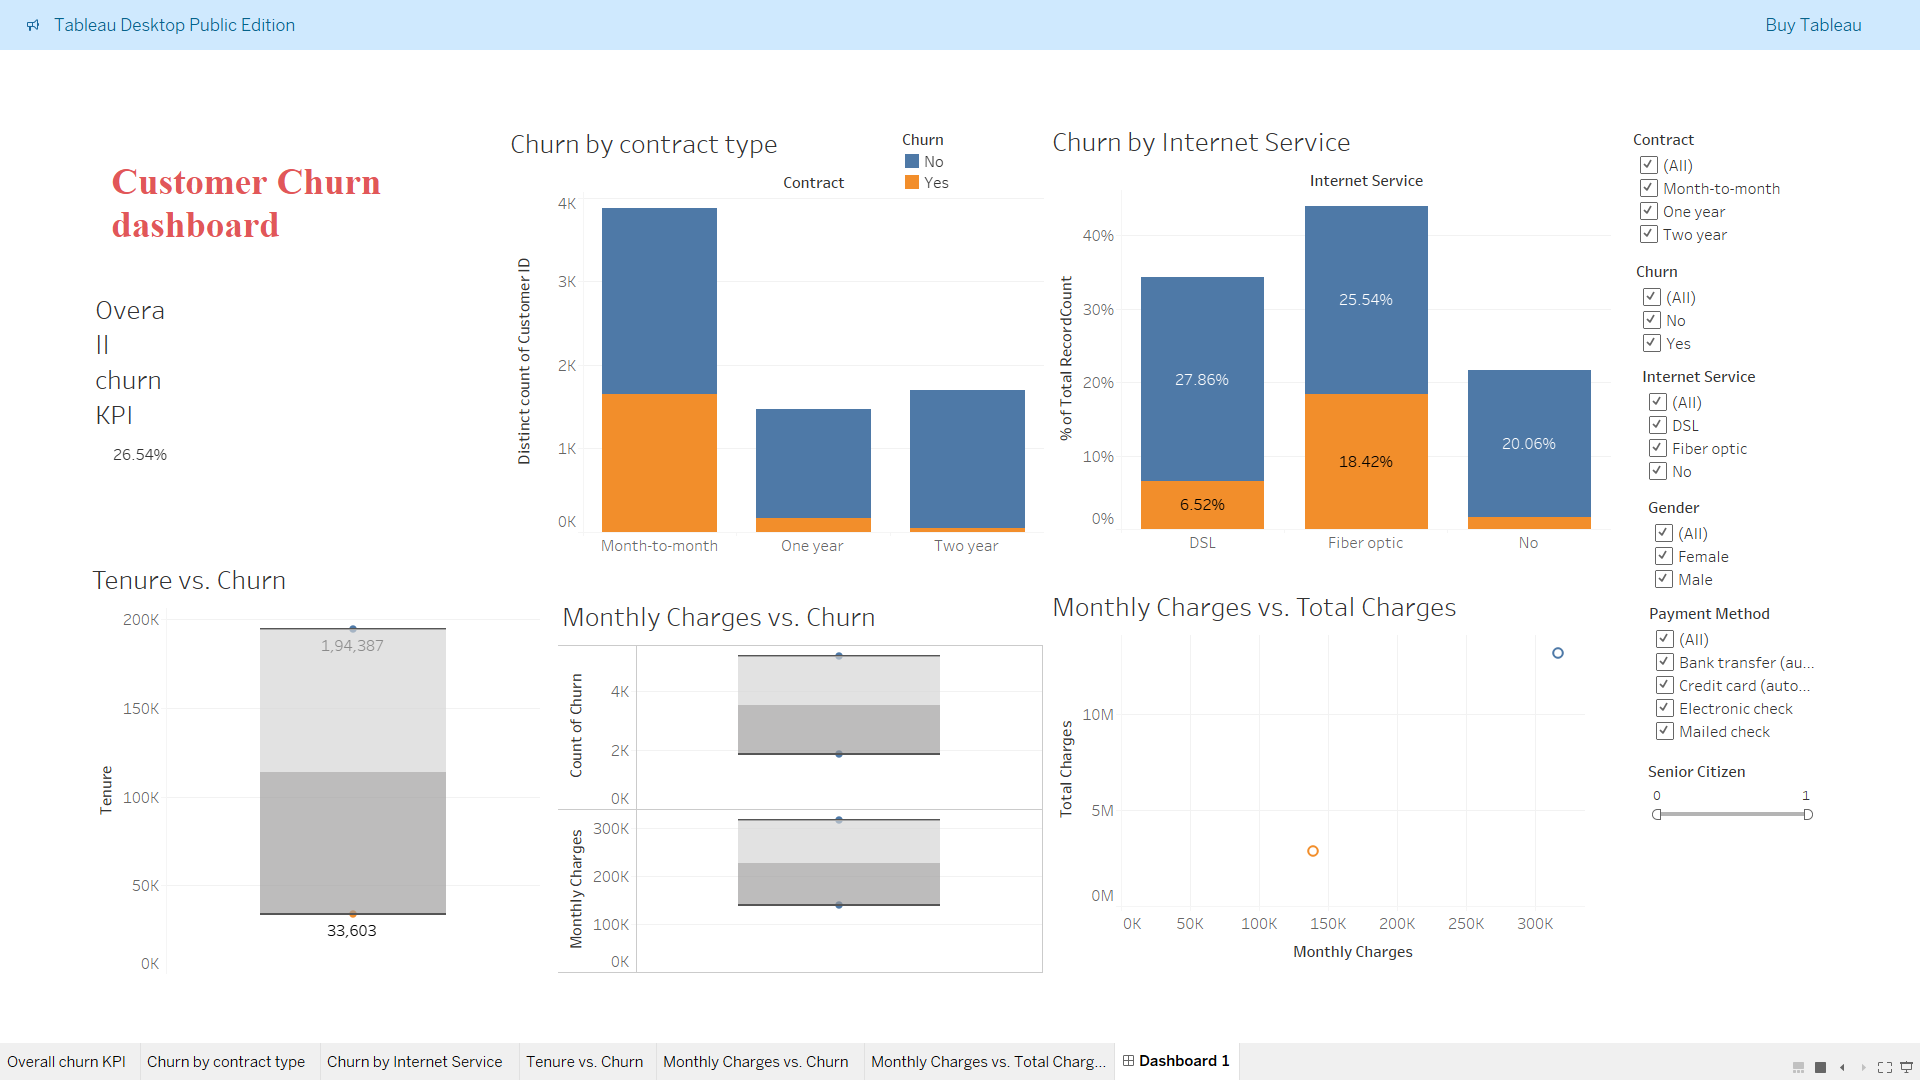 Tableau Desktop Public Edition
Buy Tableau
Customer Churn
dashboard
Overa
ll
churn
KPI
26.54%
Churn by contract type
Churn
No
Yes
Contract
4K
3K
2K
1K
0K
Distinct count of Customer ID
Month-to-month
One year
Two year
Churn by Internet Service
Internet Service
40%
30%
20%
10%
0%
% of Total RecordCount
27.86%
6.52%
25.54%
18.42%
20.06%
DSL
Fiber optic
No
Contract
(All)
Month-to-month
One year
Two year
Churn
(All)
No
Yes
Internet Service
(All)
DSL
Fiber optic
No
Gender
(All)
Female
Male
Payment Method
(All)
Bank transfer (au...
Credit card (auto...
Electronic check
Mailed check
Senior Citizen
0
1
Tenure vs. Churn
200K
150K
100K
50K
0K
Tenure
1,94,387
33,603
Monthly Charges vs. Churn
Count of Churn
4K
2K
0K
Monthly Charges
300K
200K
100K
0K
Monthly Charges vs. Total Charges
Total Charges
10M
5M
0M
0K
50K
100K
150K
200K
250K
300K
Monthly Charges
Overall churn KPI
Churn by contract type
Churn by Internet Service
Tenure vs. Churn
Monthly Charges vs. Churn
Monthly Charges vs. Total Charg...
Dashboard 1